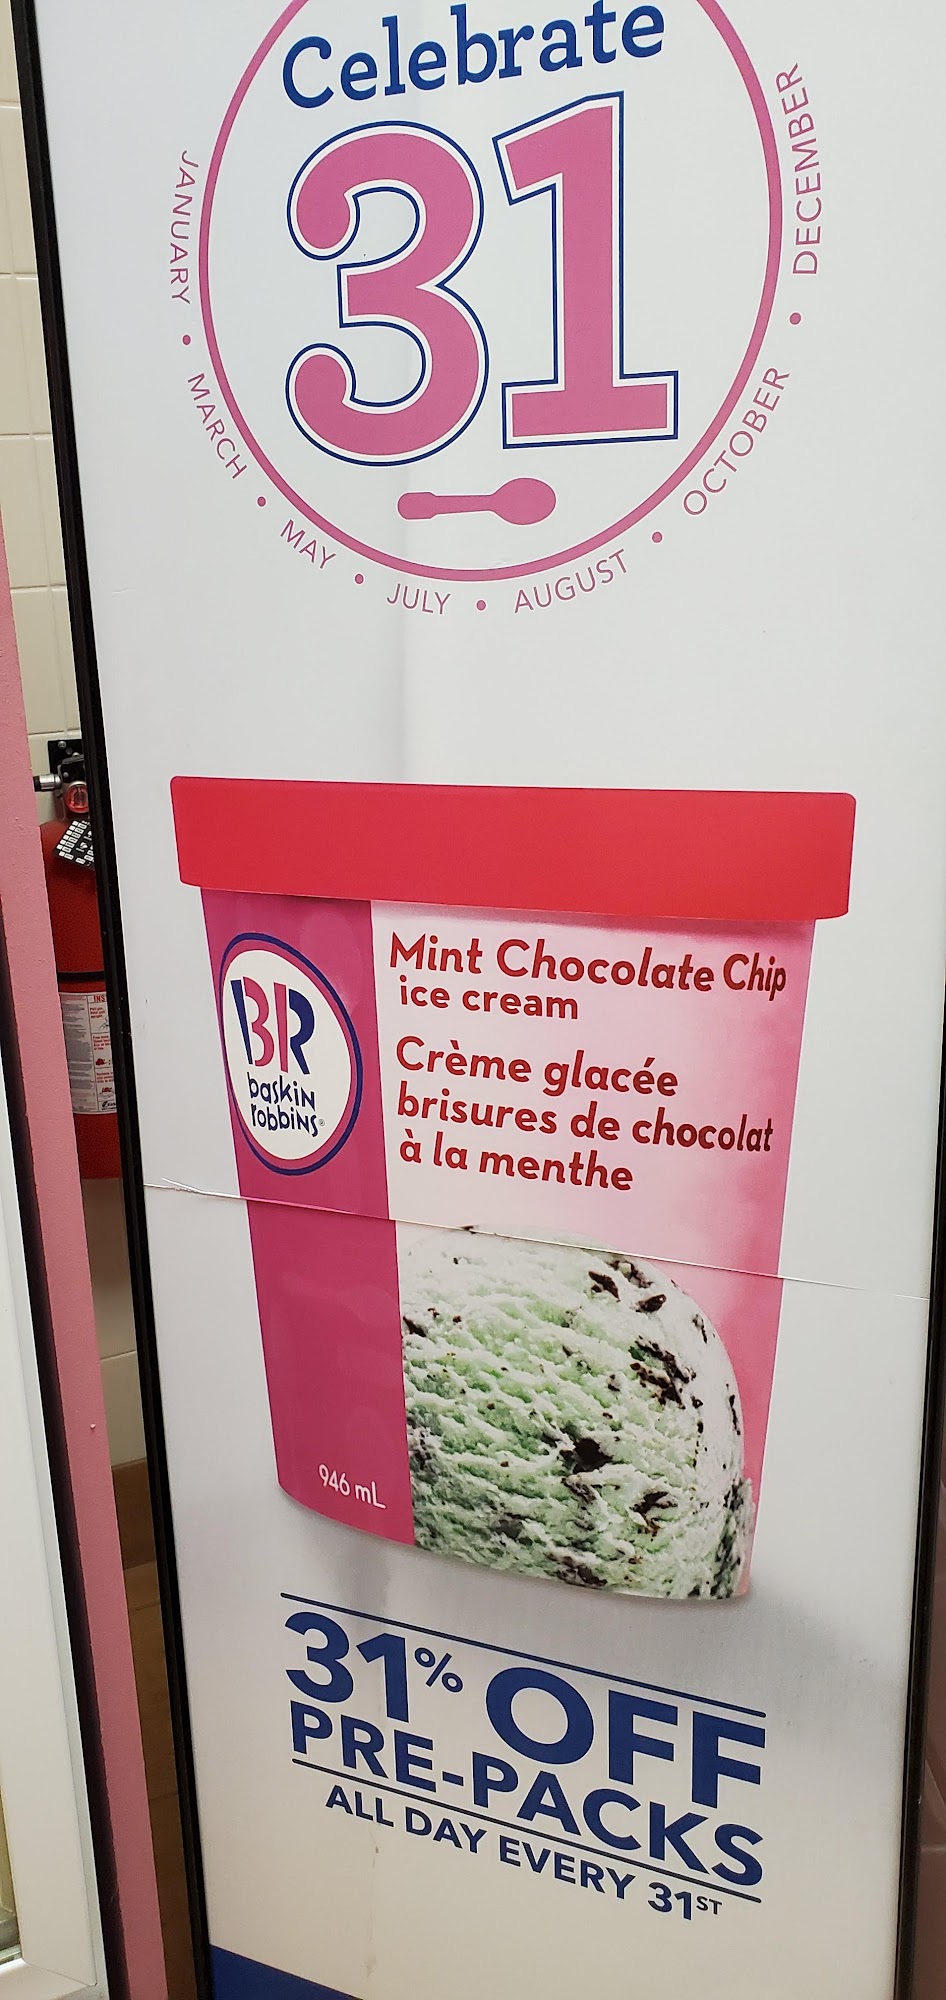 Celebrate
31
JANUARY • MARCH • MAY • JULY • AUGUST • OCTOBER • DECEMBER
BR
baskin
robbins®
Mint Chocolate Chip
ice cream
Crème glacée
brisures de chocolat
à la menthe
946 mL
31% OFF
PRE-PACKS
ALL DAY EVERY 31ST